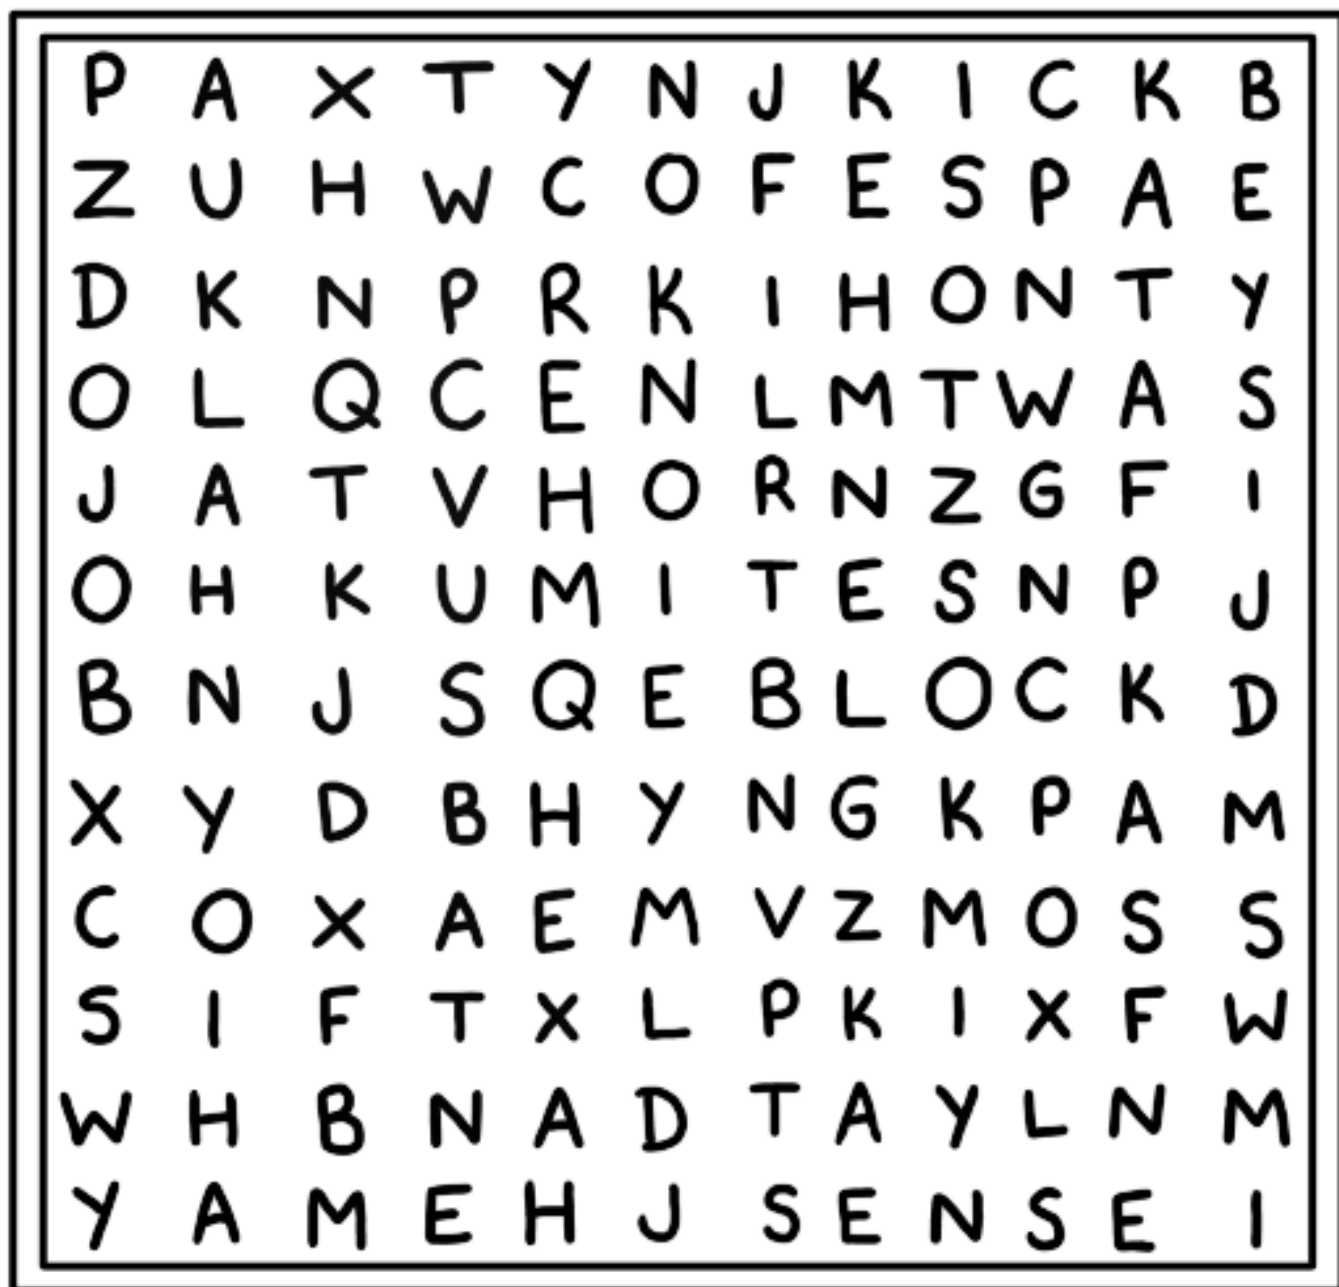 P A X T Y N J K I C K B
Z U H W C O F E S P A E
D K N P R K I H O N T Y
O L Q C E N L M T W A S
J A T V H O R N Z G F I
O H K U M I T E S N P J
B N J S Q E B L O C K D
X Y D B H Y N G K P A M
C O X A E M V Z M O S S
S I F T X L P K I X F W
W H B N A D T A Y L N M
Y A M E H J S E N S E I